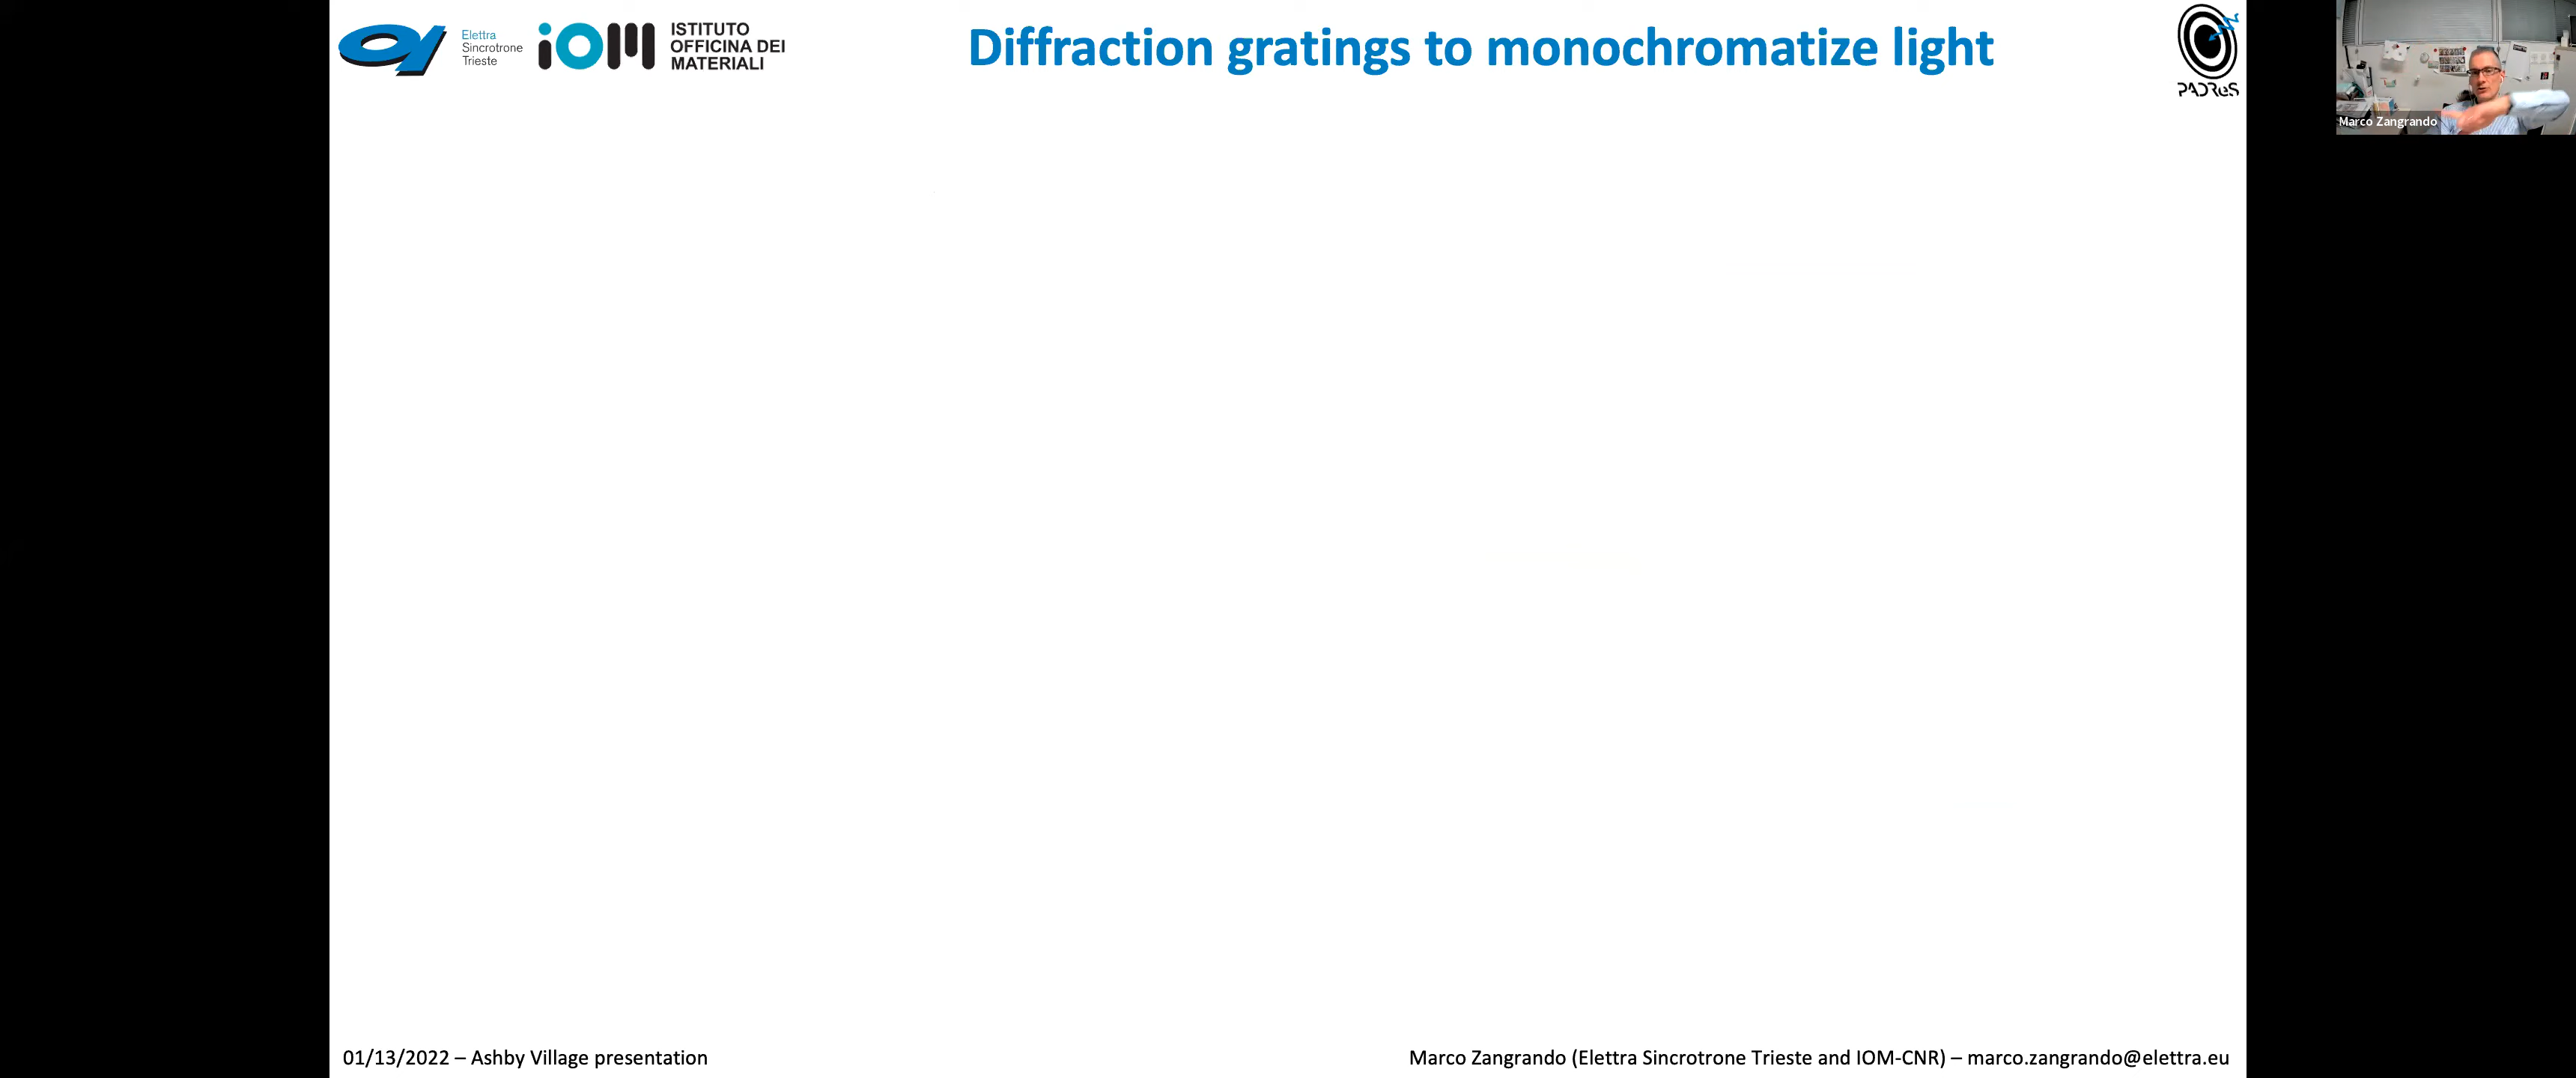 Elettra
Sincrotrone
Trieste
iOM
ISTITUTO
OFFICINA DEI
MATERIALI
Diffraction gratings to monochromatize light
PADReS
Marco Zangrando
01/13/2022 – Ashby Village presentation
Marco Zangrando (Elettra Sincrotrone Trieste and IOM-CNR) – marco.zangrando@elettra.eu